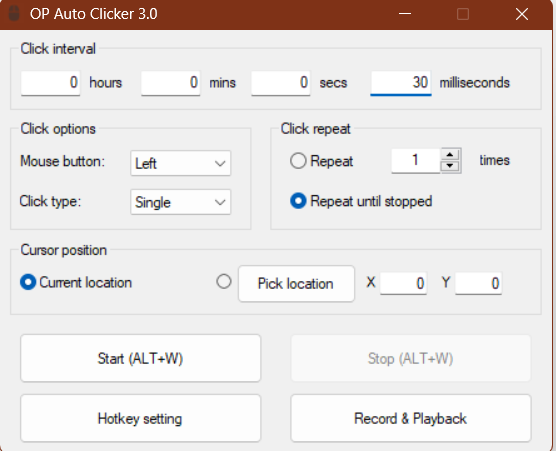 OP Auto Clicker 3.0
Click interval
0 hours 0 mins 0 secs 30 milliseconds
Click options
Mouse button: Left
Click type: Single
Click repeat
Repeat 1 times
Repeat until stopped
Cursor position
Current location Pick location X 0 Y 0
Start (ALT+W) Stop (ALT+W)
Hotkey setting Record & Playback